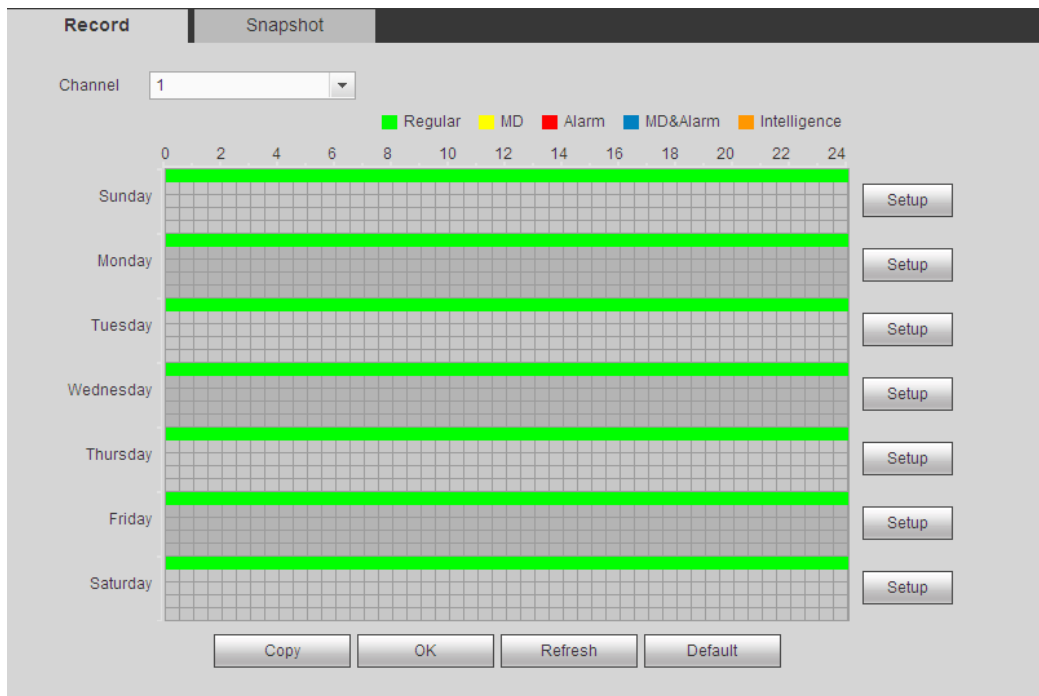 Record Snapshot
Channel 1
Regular MD Alarm MD&Alarm Intelligence
0 2 4 6 8 10 12 14 16 18 20 22 24
Sunday Setup
Monday Setup
Tuesday Setup
Wednesday Setup
Thursday Setup
Friday Setup
Saturday Setup
Copy OK Refresh Default